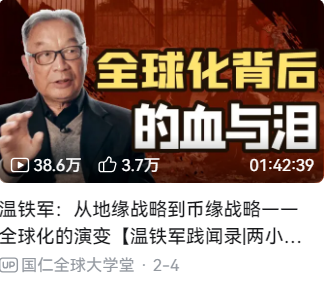 全球化背后
的血与泪
38.6万 3.7万 01:42:39
温铁军：从地缘战略到币缘战略——
全球化的演变【温铁军践闻录|两小...
UP 国仁全球大学堂 · 2-4